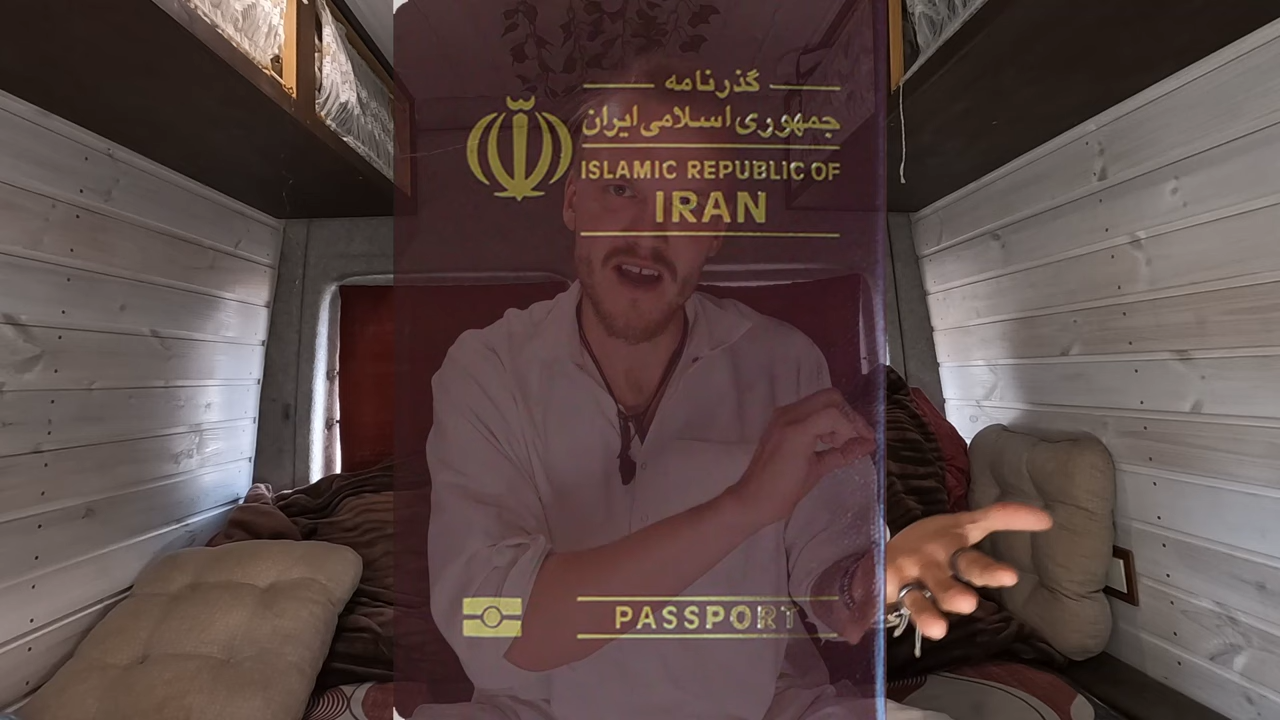 گذرنامه
جمهوری اسلامی ایران
ISLAMIC REPUBLIC OF
IRAN
PASSPORT